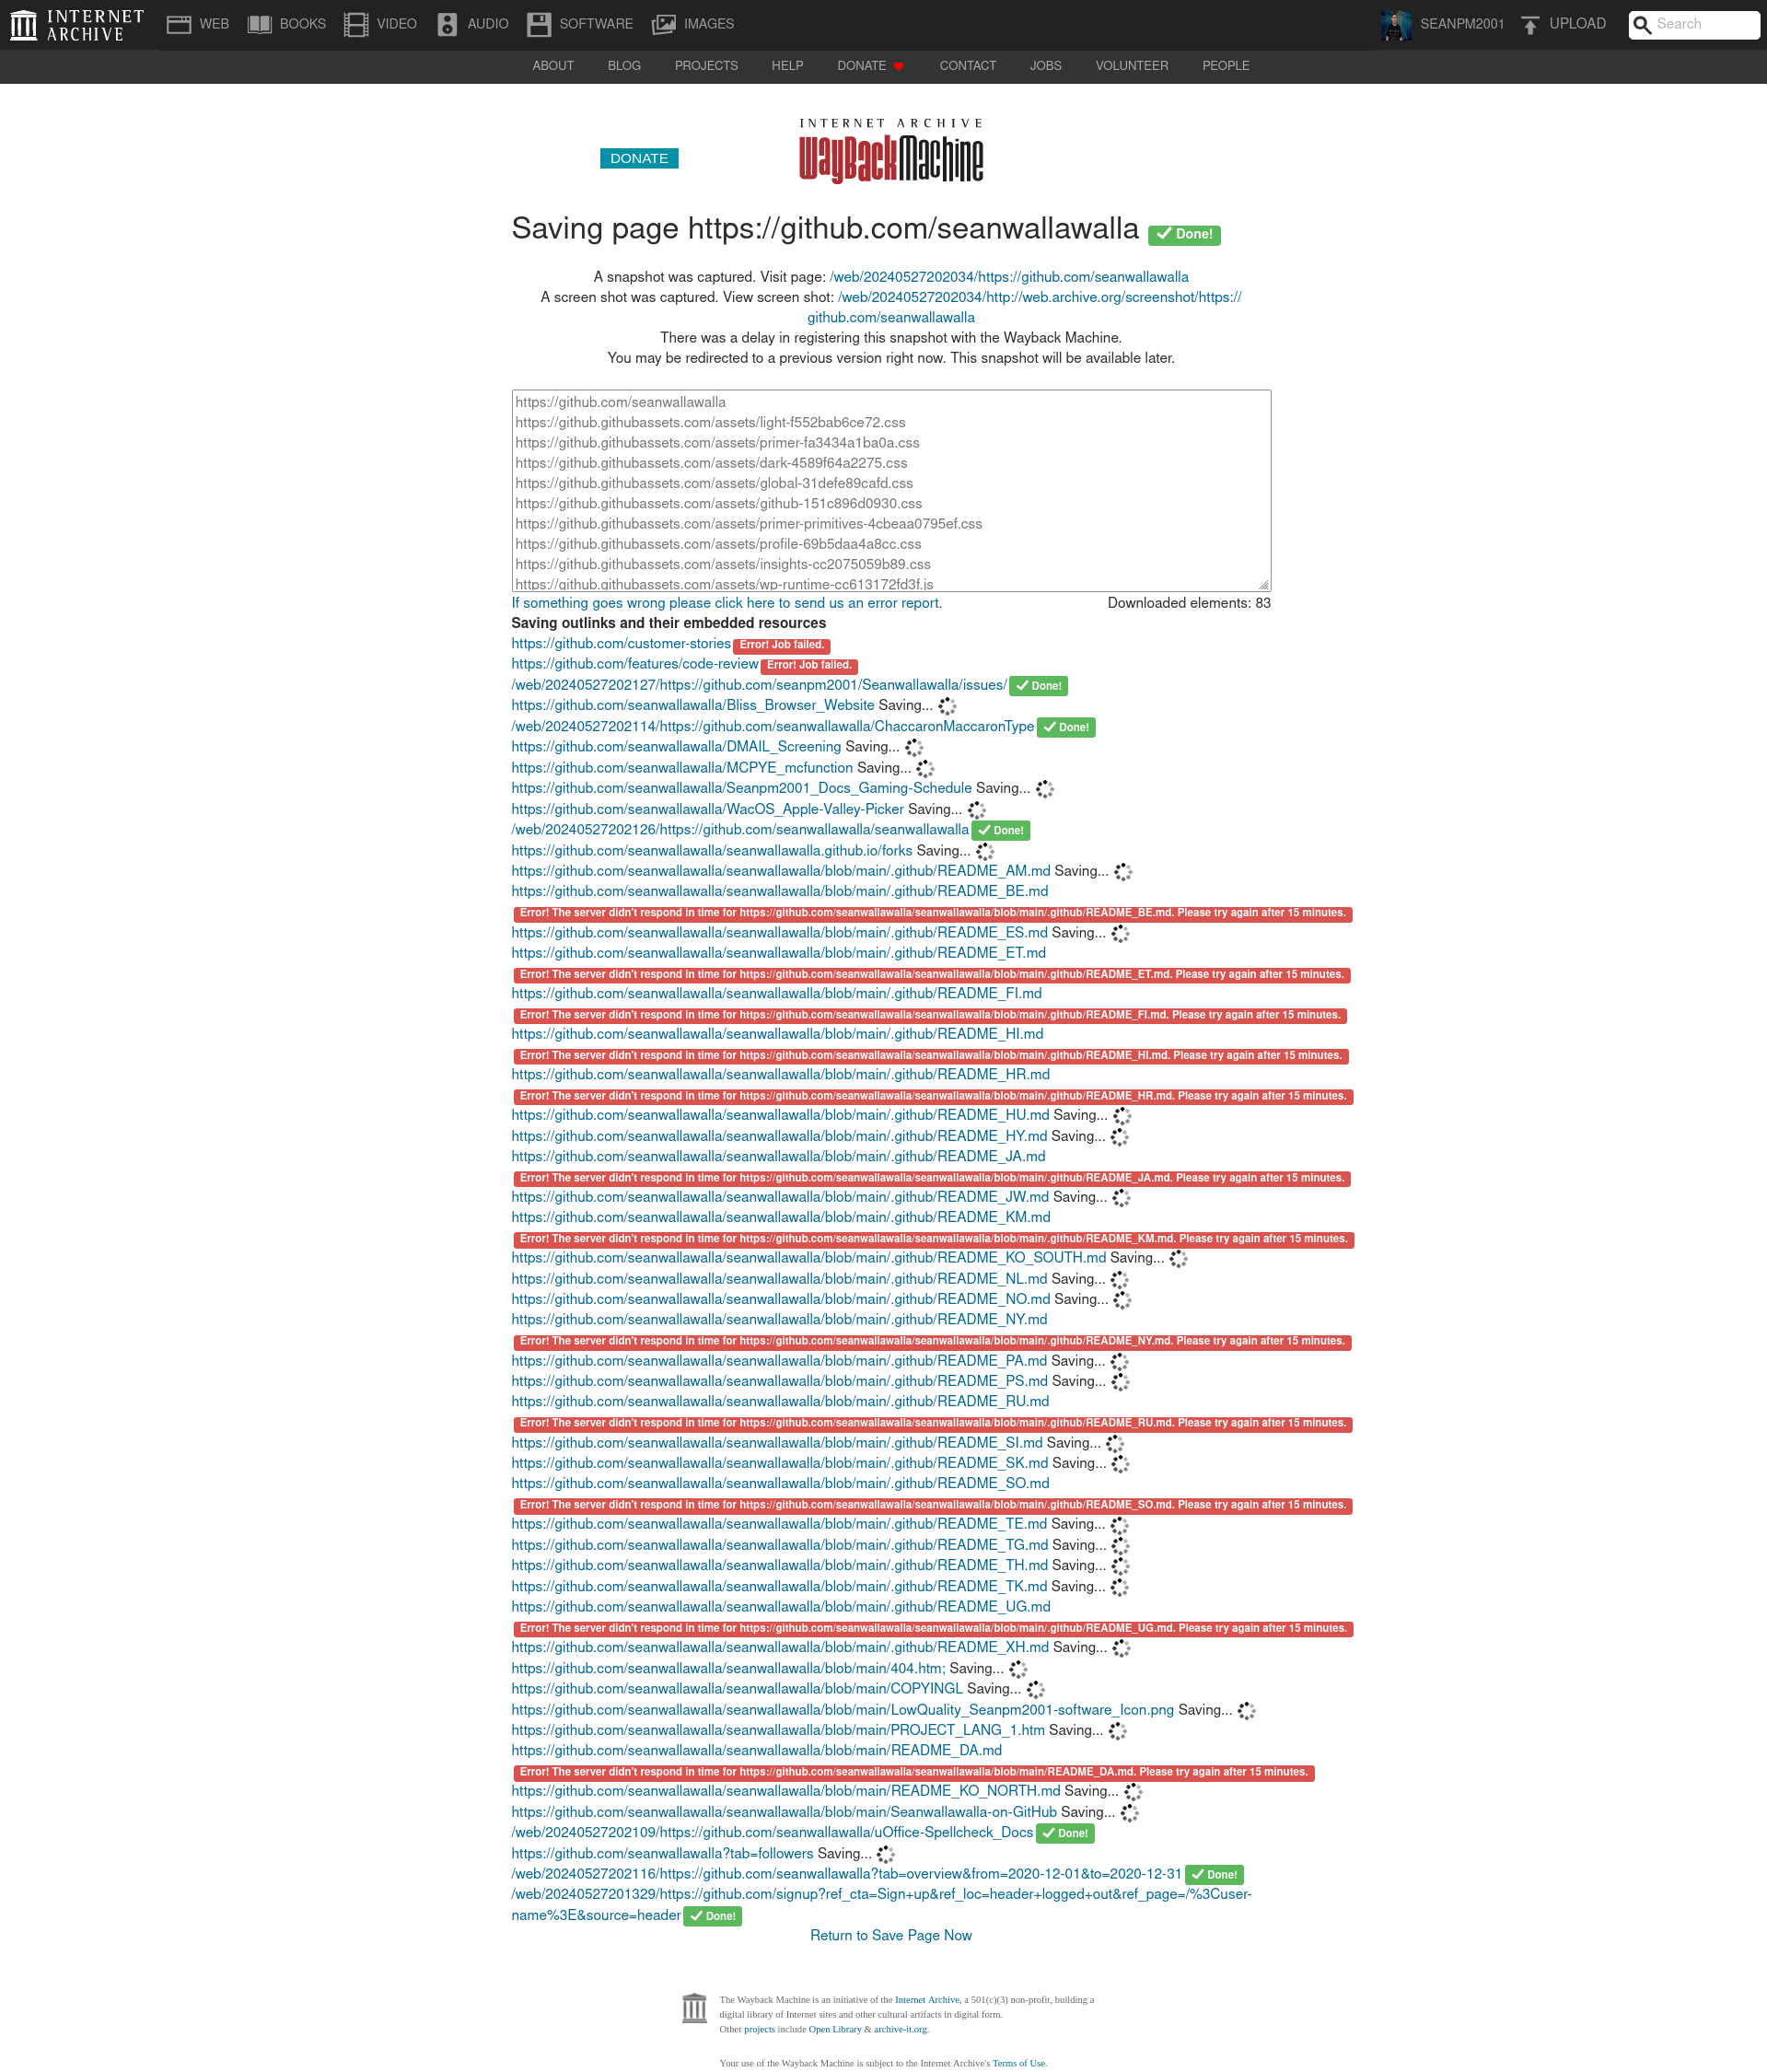 INTERNET ARCHIVE WEB BOOKS VIDEO AUDIO SOFTWARE IMAGES SEANPM2001 UPLOAD Search
ABOUT BLOG PROJECTS HELP DONATE CONTACT JOBS VOLUNTEER PEOPLE
INTERNET ARCHIVE
DONATE WayBackMachine
Saving page https://github.com/seanwallawalla Done!
A snapshot was captured. Visit page: /web/20240527202034/https://github.com/seanwallawalla
A screen shot was captured. View screen shot: /web/20240527202034/http://web.archive.org/screenshot/https://
github.com/seanwallawalla
There was a delay in registering this snapshot with the Wayback Machine.
You may be redirected to a previous version right now. This snapshot will be available later.
https://github.com/seanwallawalla
https://github.githubassets.com/assets/light-f552bab6ce72.css
https://github.githubassets.com/assets/primer-fa3434a1ba0a.css
https://github.githubassets.com/assets/dark-4589f64a2275.css
https://github.githubassets.com/assets/global-31defe89cafd.css
https://github.githubassets.com/assets/github-151c896d0930.css
https://github.githubassets.com/assets/primer-primitives-4cbeaa0795ef.css
https://github.githubassets.com/assets/profile-69b5daa4a8cc.css
https://github.githubassets.com/assets/insights-cc2075059b89.css
https://github.githubassets.com/assets/wp-runtime-cc613172fd3f.js
If something goes wrong please click here to send us an error report. Downloaded elements: 83
Saving outlinks and their embedded resources
https://github.com/customer-stories Error! Job failed.
https://github.com/features/code-review Error! Job failed.
/web/20240527202127/https://github.com/seanpm2001/Seanwallawalla/issues/ Done!
https://github.com/seanwallawalla/Bliss_Browser_Website Saving...
/web/20240527202114/https://github.com/seanwallawalla/ChaccaronMaccaronType Done!
https://github.com/seanwallawalla/DMAIL_Screening Saving...
https://github.com/seanwallawalla/MCPYE_mcfunction Saving...
https://github.com/seanwallawalla/Seanpm2001_Docs_Gaming-Schedule Saving...
https://github.com/seanwallawalla/WacOS_Apple-Valley-Picker Saving...
/web/20240527202126/https://github.com/seanwallawalla/seanwallawalla Done!
https://github.com/seanwallawalla/seanwallawalla.github.io/forks Saving...
https://github.com/seanwallawalla/seanwallawalla/blob/main/.github/README_AM.md Saving...
https://github.com/seanwallawalla/seanwallawalla/blob/main/.github/README_BE.md
Error! The server didn't respond in time for https://github.com/seanwallawalla/seanwallawalla/blob/main/.github/README_BE.md. Please try again after 15 minutes.
https://github.com/seanwallawalla/seanwallawalla/blob/main/.github/README_ES.md Saving...
https://github.com/seanwallawalla/seanwallawalla/blob/main/.github/README_ET.md
Error! The server didn't respond in time for https://github.com/seanwallawalla/seanwallawalla/blob/main/.github/README_ET.md. Please try again after 15 minutes.
https://github.com/seanwallawalla/seanwallawalla/blob/main/.github/README_FI.md
Error! The server didn't respond in time for https://github.com/seanwallawalla/seanwallawalla/blob/main/.github/README_FI.md. Please try again after 15 minutes.
https://github.com/seanwallawalla/seanwallawalla/blob/main/.github/README_HI.md
Error! The server didn't respond in time for https://github.com/seanwallawalla/seanwallawalla/blob/main/.github/README_HI.md. Please try again after 15 minutes.
https://github.com/seanwallawalla/seanwallawalla/blob/main/.github/README_HR.md
Error! The server didn't respond in time for https://github.com/seanwallawalla/seanwallawalla/blob/main/.github/README_HR.md. Please try again after 15 minutes.
https://github.com/seanwallawalla/seanwallawalla/blob/main/.github/README_HU.md Saving...
https://github.com/seanwallawalla/seanwallawalla/blob/main/.github/README_HY.md Saving...
https://github.com/seanwallawalla/seanwallawalla/blob/main/.github/README_JA.md
Error! The server didn't respond in time for https://github.com/seanwallawalla/seanwallawalla/blob/main/.github/README_JA.md. Please try again after 15 minutes.
https://github.com/seanwallawalla/seanwallawalla/blob/main/.github/README_JW.md Saving...
https://github.com/seanwallawalla/seanwallawalla/blob/main/.github/README_KM.md
Error! The server didn't respond in time for https://github.com/seanwallawalla/seanwallawalla/blob/main/.github/README_KM.md. Please try again after 15 minutes.
https://github.com/seanwallawalla/seanwallawalla/blob/main/.github/README_KO_SOUTH.md Saving...
https://github.com/seanwallawalla/seanwallawalla/blob/main/.github/README_NL.md Saving...
https://github.com/seanwallawalla/seanwallawalla/blob/main/.github/README_NO.md Saving...
https://github.com/seanwallawalla/seanwallawalla/blob/main/.github/README_NY.md
Error! The server didn't respond in time for https://github.com/seanwallawalla/seanwallawalla/blob/main/.github/README_NY.md. Please try again after 15 minutes.
https://github.com/seanwallawalla/seanwallawalla/blob/main/.github/README_PA.md Saving...
https://github.com/seanwallawalla/seanwallawalla/blob/main/.github/README_PS.md Saving...
https://github.com/seanwallawalla/seanwallawalla/blob/main/.github/README_RU.md
Error! The server didn't respond in time for https://github.com/seanwallawalla/seanwallawalla/blob/main/.github/README_RU.md. Please try again after 15 minutes.
https://github.com/seanwallawalla/seanwallawalla/blob/main/.github/README_SI.md Saving...
https://github.com/seanwallawalla/seanwallawalla/blob/main/.github/README_SK.md Saving...
https://github.com/seanwallawalla/seanwallawalla/blob/main/.github/README_SO.md
Error! The server didn't respond in time for https://github.com/seanwallawalla/seanwallawalla/blob/main/.github/README_SO.md. Please try again after 15 minutes.
https://github.com/seanwallawalla/seanwallawalla/blob/main/.github/README_TE.md Saving...
https://github.com/seanwallawalla/seanwallawalla/blob/main/.github/README_TG.md Saving...
https://github.com/seanwallawalla/seanwallawalla/blob/main/.github/README_TH.md Saving...
https://github.com/seanwallawalla/seanwallawalla/blob/main/.github/README_TK.md Saving...
https://github.com/seanwallawalla/seanwallawalla/blob/main/.github/README_UG.md
Error! The server didn't respond in time for https://github.com/seanwallawalla/seanwallawalla/blob/main/.github/README_UG.md. Please try again after 15 minutes.
https://github.com/seanwallawalla/seanwallawalla/blob/main/.github/README_XH.md Saving...
https://github.com/seanwallawalla/seanwallawalla/blob/main/404.htm; Saving...
https://github.com/seanwallawalla/seanwallawalla/blob/main/COPYINGL Saving...
https://github.com/seanwallawalla/seanwallawalla/blob/main/LowQuality_Seanpm2001-software_Icon.png Saving...
https://github.com/seanwallawalla/seanwallawalla/blob/main/PROJECT_LANG_1.htm Saving...
https://github.com/seanwallawalla/seanwallawalla/blob/main/README_DA.md
Error! The server didn't respond in time for https://github.com/seanwallawalla/seanwallawalla/blob/main/README_DA.md. Please try again after 15 minutes.
https://github.com/seanwallawalla/seanwallawalla/blob/main/README_KO_NORTH.md Saving...
https://github.com/seanwallawalla/seanwallawalla/blob/main/Seanwallawalla-on-GitHub Saving...
/web/20240527202109/https://github.com/seanwallawalla/uOffice-Spellcheck_Docs Done!
https://github.com/seanwallawalla?tab=followers Saving...
/web/20240527202116/https://github.com/seanwallawalla?tab=overview&from=2020-12-01&to=2020-12-31 Done!
/web/20240527201329/https://github.com/signup?ref_cta=Sign+up&ref_loc=header+logged+out&ref_page=/%3Cuser-
name%3E&source=header Done!
Return to Save Page Now
The Wayback Machine is an initiative of the Internet Archive, a 501(c)(3) non-profit, building a
digital library of Internet sites and other cultural artifacts in digital form.
Other projects include Open Library & archive-it.org.
Your use of the Wayback Machine is subject to the Internet Archive's Terms of Use.